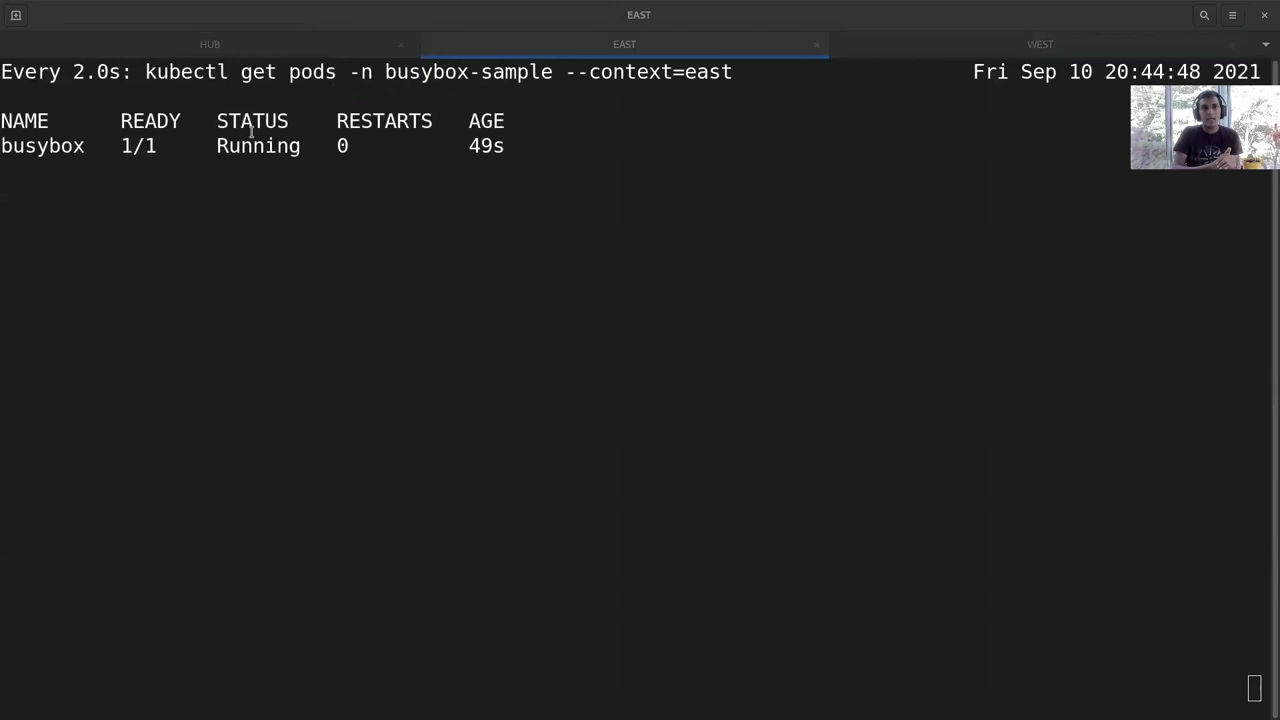 EAST
HUB
EAST
WEST
Every 2.0s: kubectl get pods -n busybox-sample --context=east
Fri Sep 10 20:44:48 2021
NAME READY STATUS RESTARTS AGE
busybox 1/1 Running 0 49s